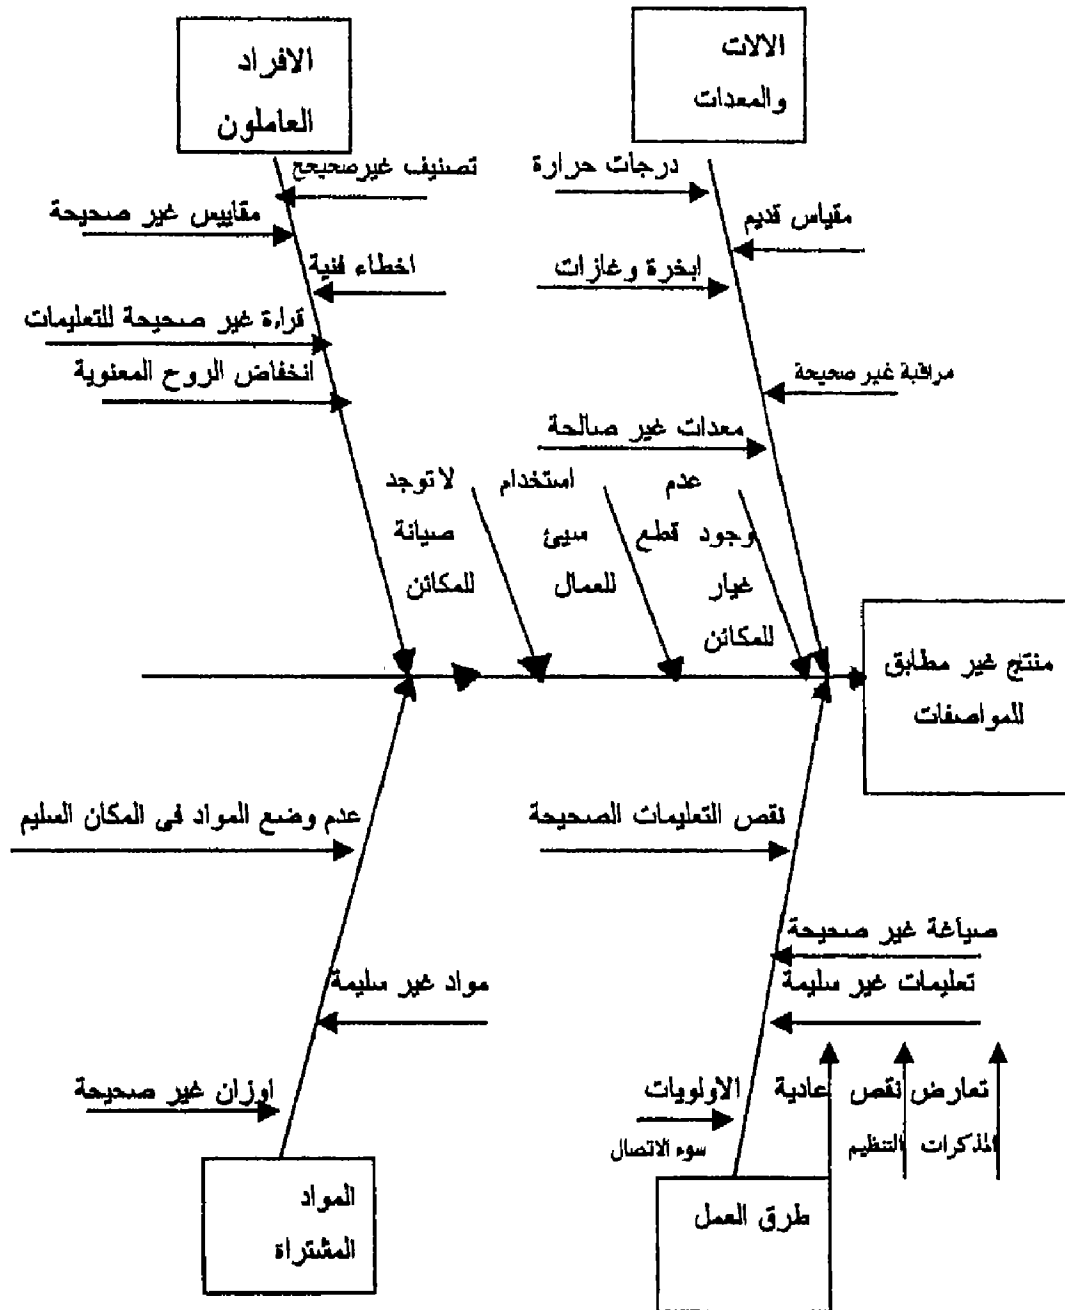 الالات
والمعدات
الافراد
العاملون
درجات حرارة
مقياس قديم
ابخرة وغازات
مراقبة غير صحيحة
معدات غير صالحة
تصنيف غيرصحيحح
مقاييس غير صحيحة
اخطاء فنية
قراءة غير صحيحة للتعليمات
انخفاض الروح المعنوية
عدم
وجود قطع
غيار
للمكائن
استخدام
سيئ
للعمال
لاتوجد
صيانة
للمكائن
منتج غير مطابق
للمواصفات
نقص التعليمات الصحيحة
عدم وضع المواد فى المكان السليم
صياغة غير صحيحة
تعليمات غير سليمة
مواد غير سليمة
تعارض
المذكرات
نقص
التنظيم
عادية
الاولويات
سوء الاتصال
اوزان غير صحيحة
طرق العمل
المواد
المشتراة